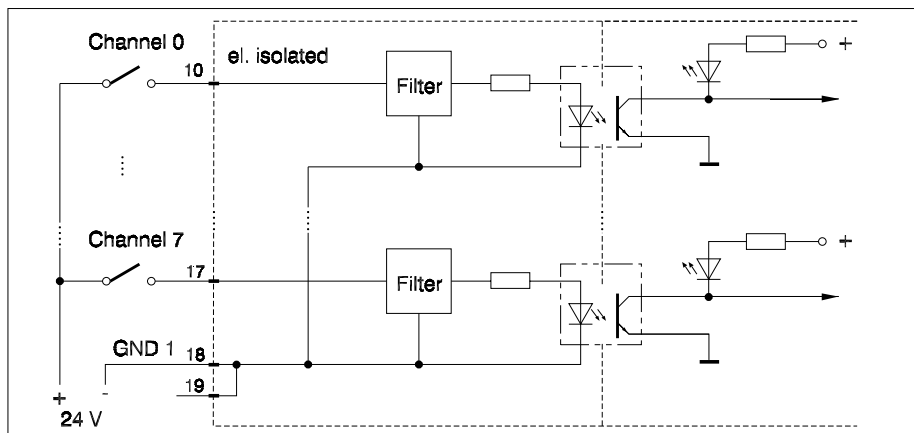 Channel 0
10
el. isolated
Filter
+
Channel 7
17
Filter
+
GND 1
18
19
+ -
24 V